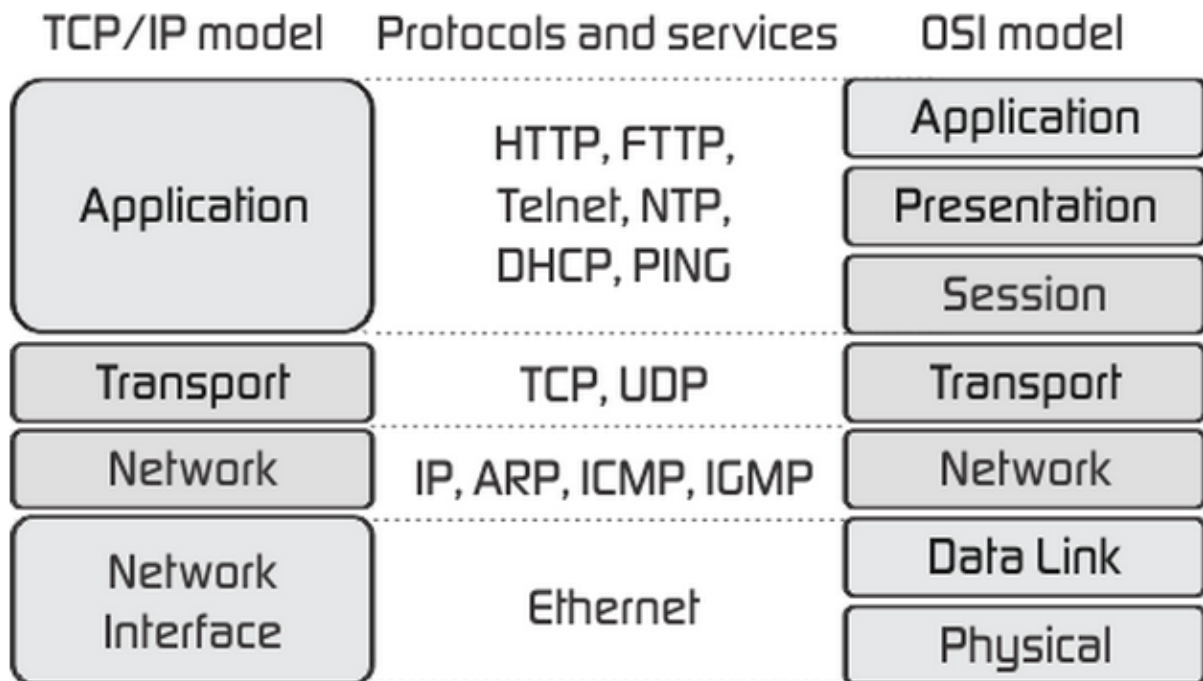 TCP/IP model
Protocols and services
OSI model
Application
HTTP, FTTP,
Telnet, NTP,
DHCP, PING
Application
Presentation
Session
Transport
TCP, UDP
Transport
Network
IP, ARP, ICMP, IGMP
Network
Network
Interface
Ethernet
Data Link
Physical